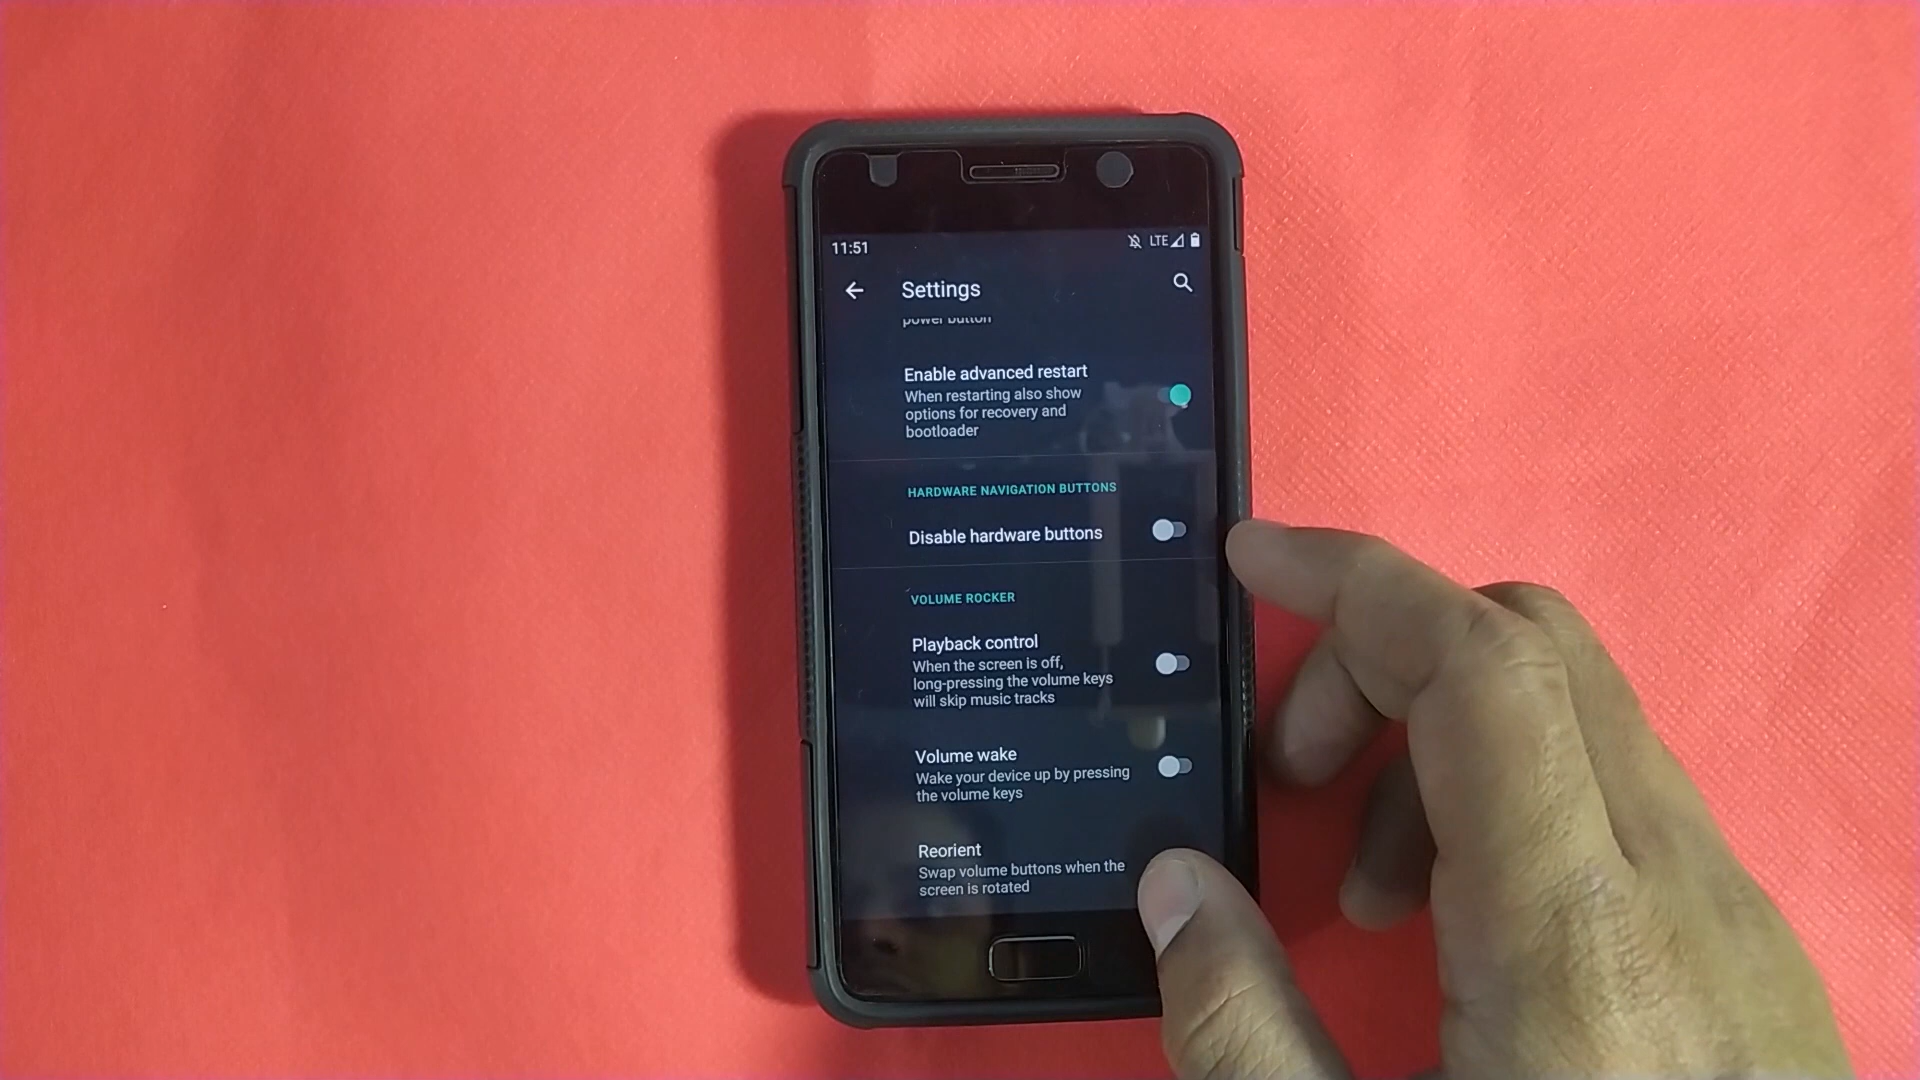 11:51
LTE
Settings
power button
Enable advanced restart
When restarting also show
options for recovery and
bootloader
HARDWARE NAVIGATION BUTTONS
Disable hardware buttons
VOLUME ROCKER
Playback control
When the screen is off,
long-pressing the volume keys
will skip music tracks
Volume wake
Wake your device up by pressing
the volume keys
Reorient
Swap volume buttons when the
screen is rotated